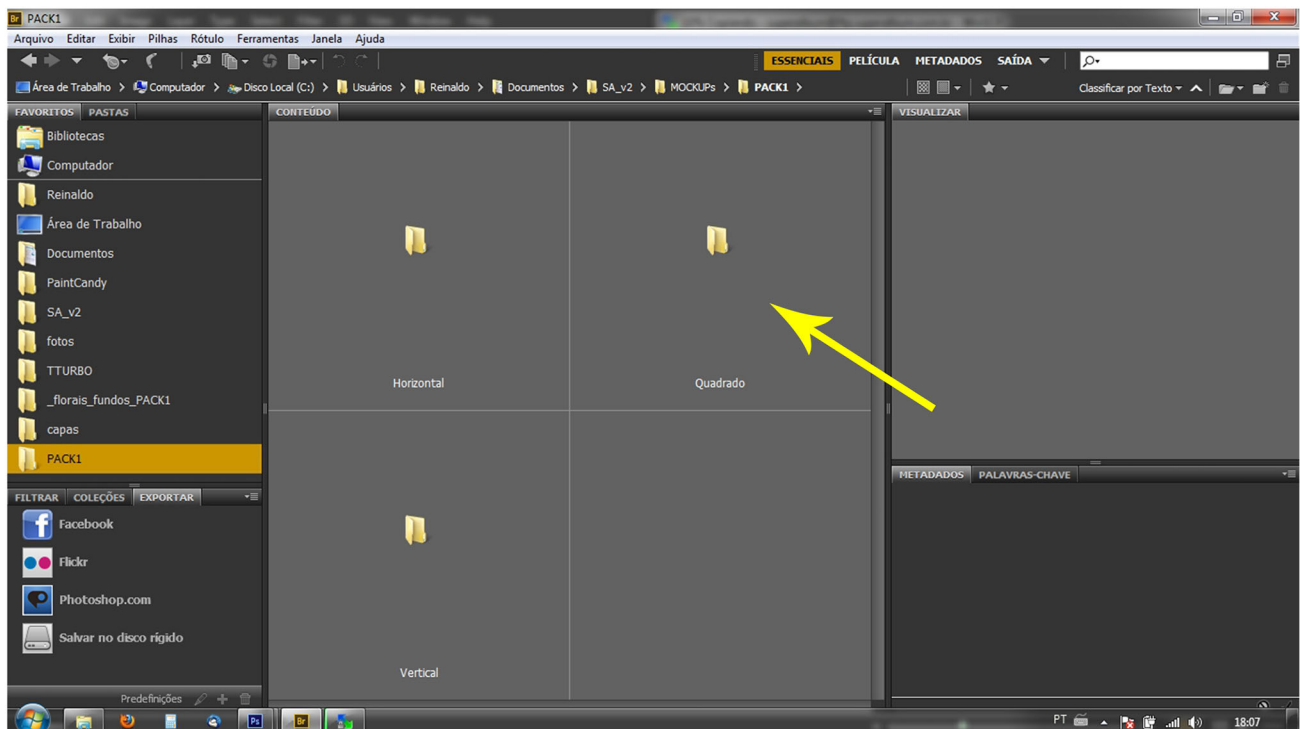 Br PACK1
Arquivo Editar Exibir Pilhas Rótulo Ferramentas Janela Ajuda
ESSENCIAIS PELÍCULA METADADOS SAÍDA
Área de Trabalho > Computador > Disco Local (C:) > Usuários > Reinaldo > Documentos > SA_v2 > MOCKUPs > PACK1 >
Classificar por Texto
FAVORITOS PASTAS
Bibliotecas
Computador
Reinaldo
Área de Trabalho
Documentos
PaintCandy
SA_v2
fotos
TTURBO
_florais_fundos_PACK1
capas
PACK1
FILTRAR COLEÇÕES EXPORTAR
Facebook
Flickr
Photoshop.com
Salvar no disco rígido
Predefinições
CONTEÚDO
Horizontal
Quadrado
Vertical
VISUALIZAR
METADADOS PALAVRAS-CHAVE
Ps
Br
PT
18:07